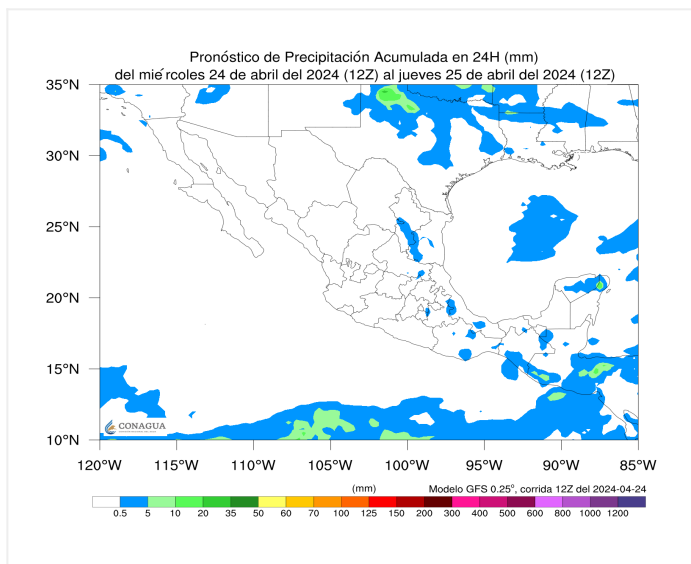 Pronóstico de Precipitación Acumulada en 24H (mm)
del miércoles 24 de abril del 2024 (12Z) al jueves 25 de abril del 2024 (12Z)
35°N
30°N
25°N
20°N
15°N
10°N
CONAGUA
120°W 115°W 110°W 105°W 100°W 95°W 90°W 85°W
(mm) Modelo GFS 0.25°, corrida 12Z del 2024-04-24
0.5 5 10 20 35 50 60 70 100 125 150 200 250 300 400 500 600 800 1000 1200